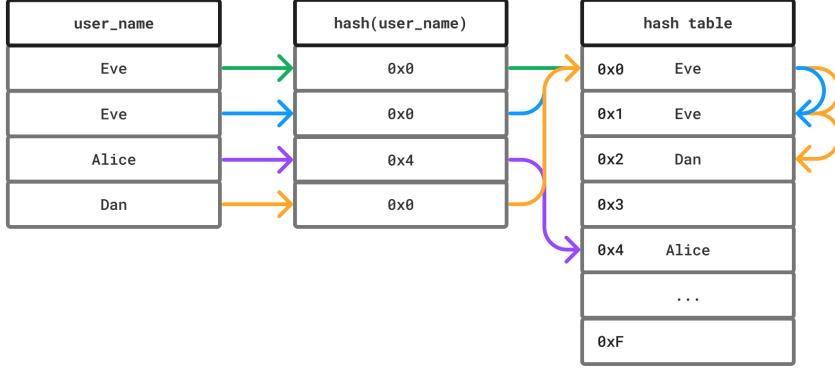 user_name
Eve
Eve
Alice
Dan
hash(user_name)
0x0
0x0
0x4
0x0
hash table
0x0 Eve
0x1 Eve
0x2 Dan
0x3
0x4 Alice
...
0xF